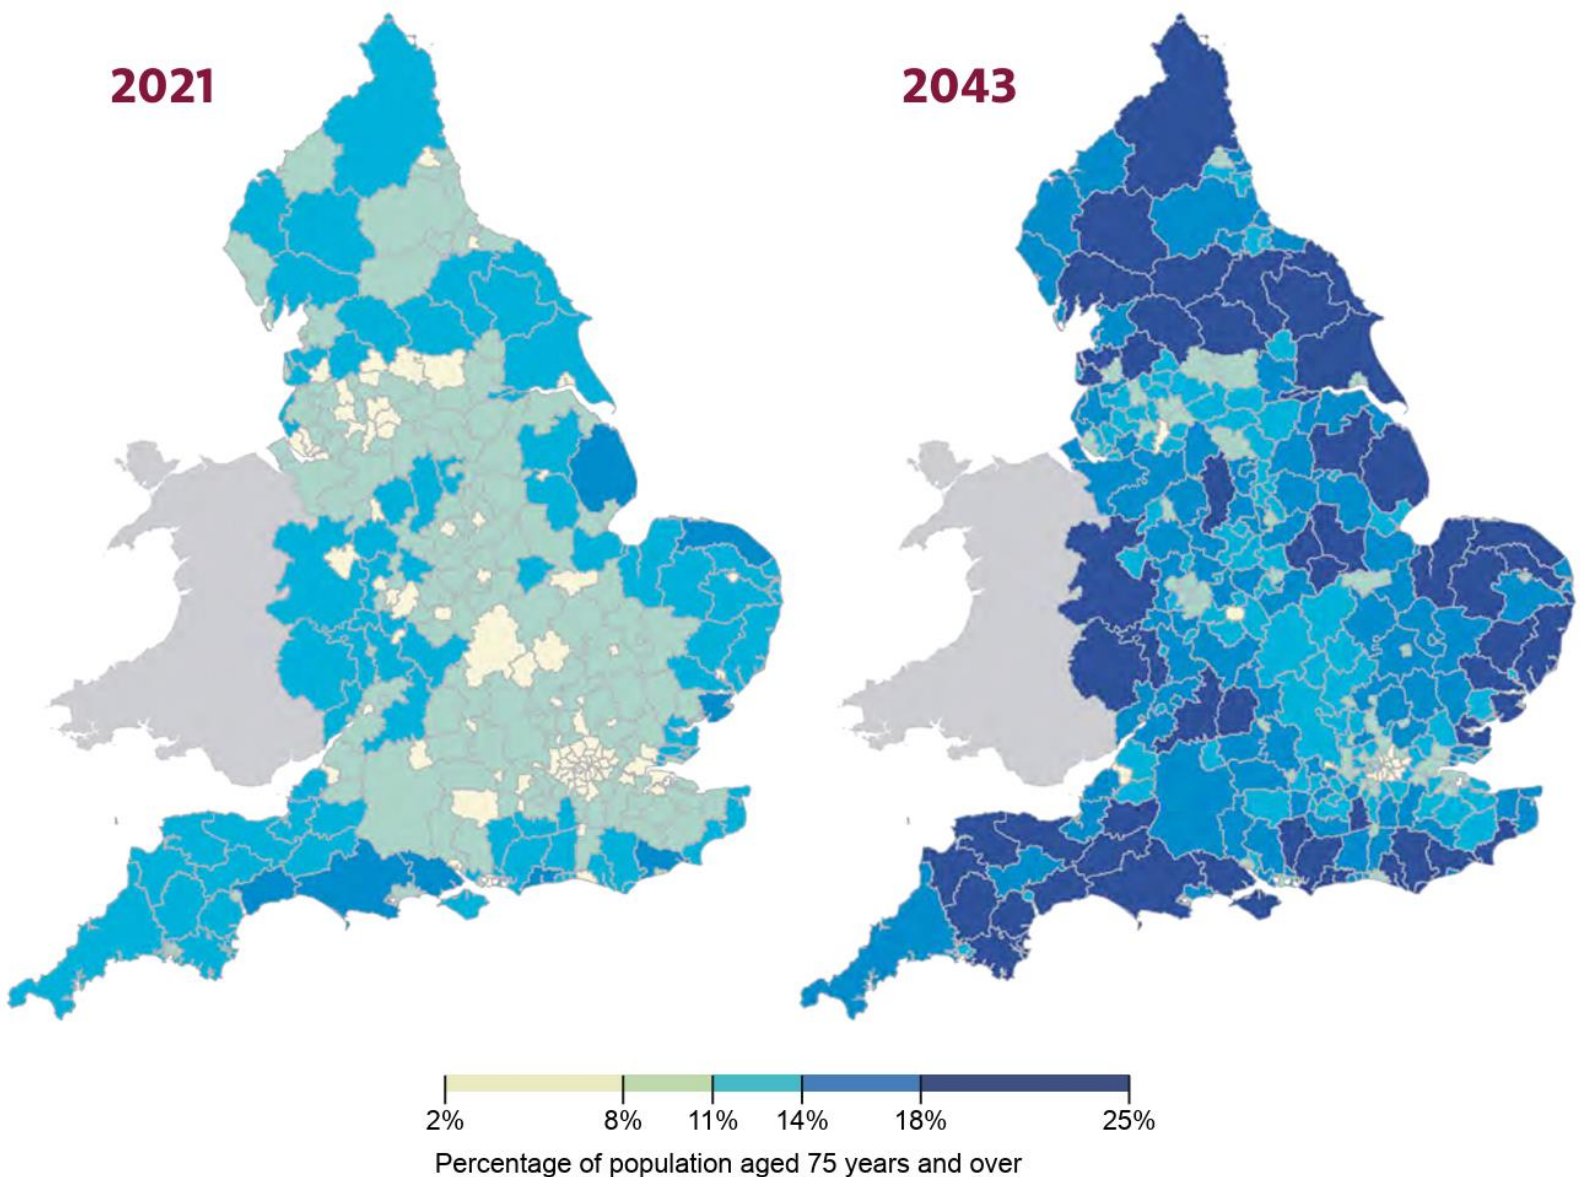 2021 2043
2% 8% 11% 14% 18% 25%
Percentage of population aged 75 years and over